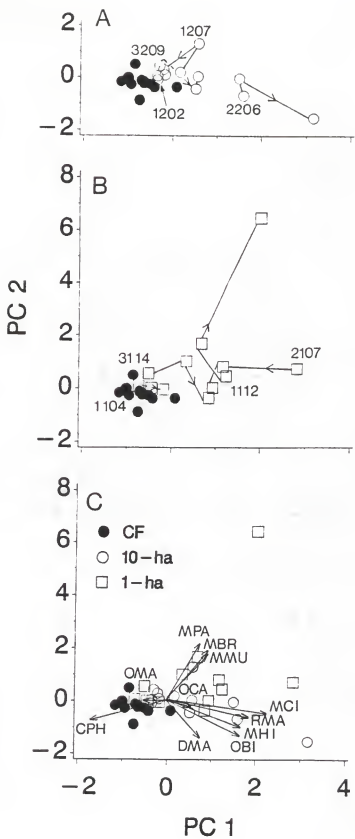 A
2
0
−2
3209
1207
1202
2206
B
8
6
4
2
0
−2
3114
1104
2107
1112
PC 2
C
8
6
4
2
0
−2
CF
10−ha
1−ha
MPA
MBR
MMU
OMA
OCA
MCI
RMA
MHI
OBI
DMA
CPH
−2
0
2
4
PC 1